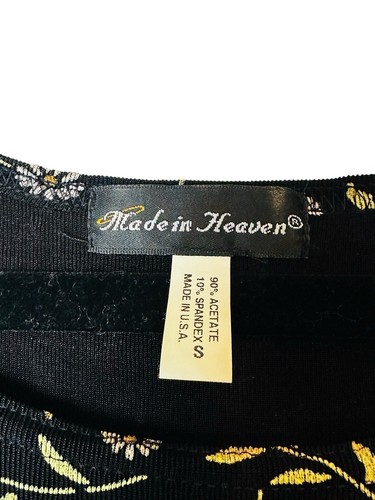 Made in Heaven®
90% ACETATE
10% SPANDEX S
MADE IN U.S.A.